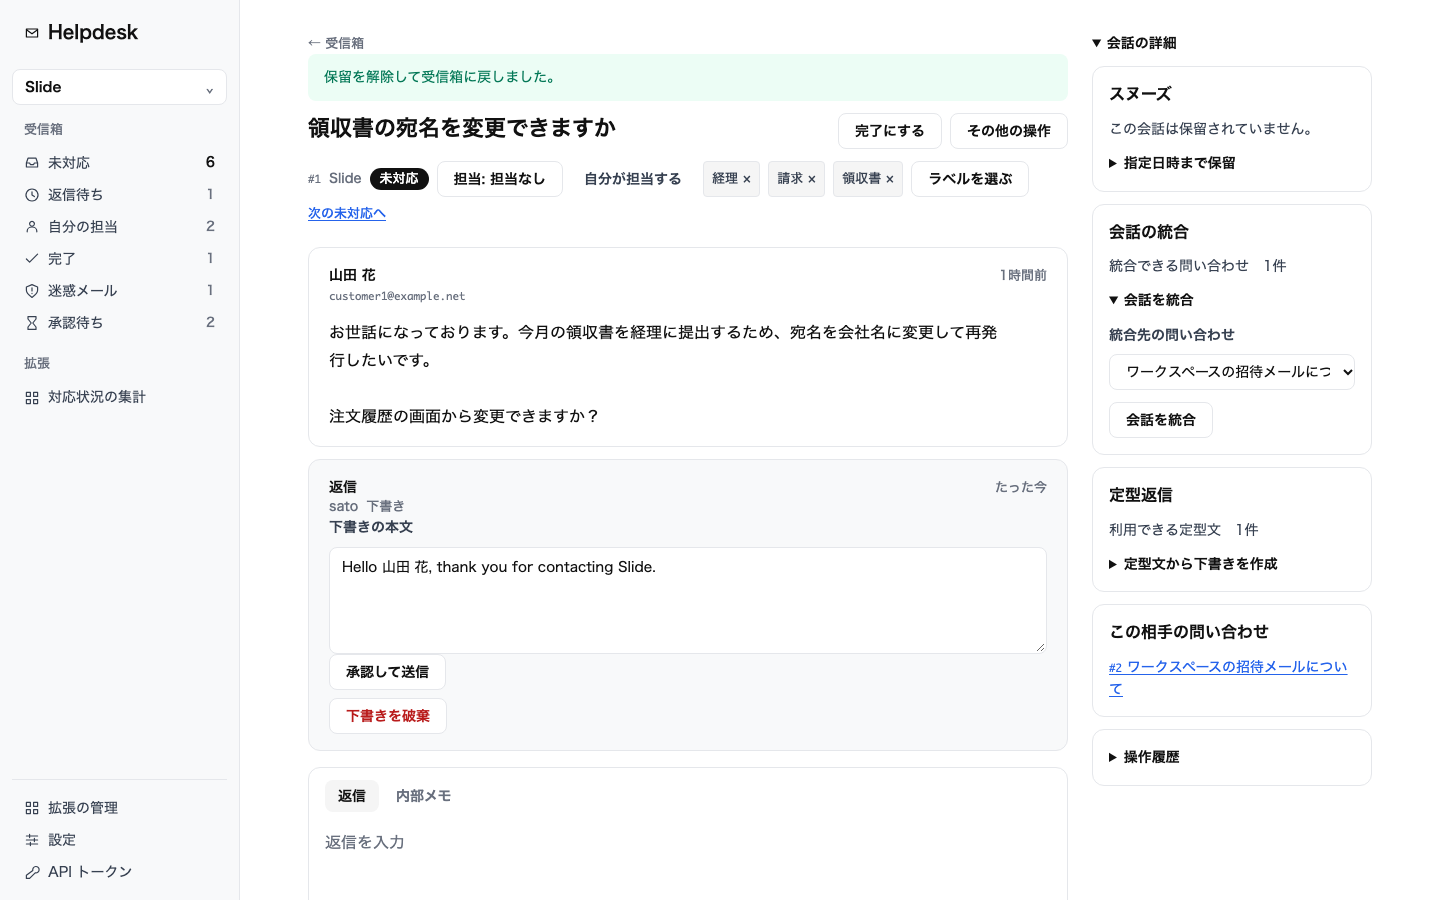 Helpdesk
Slide
受信箱
未対応 6
返信待ち 1
自分の担当 2
完了 1
迷惑メール 1
承認待ち 2
拡張
対応状況の集計
拡張の管理
設定
API トークン
← 受信箱
保留を解除して受信箱に戻しました。
領収書の宛名を変更できますか
完了にする
その他の操作
#1 Slide 未対応 担当: 担当なし 自分が担当する 経理 × 請求 × 領収書 × ラベルを選ぶ
次の未対応へ
山田 花 1時間前
customer1@example.net
お世話になっております。今月の領収書を経理に提出するため、宛名を会社名に変更して再発
行したいです。
注文履歴の画面から変更できますか？
返信 たった今
sato 下書き
下書きの本文
Hello 山田 花, thank you for contacting Slide.
承認して送信
下書きを破棄
返信 内部メモ
返信を入力
▼ 会話の詳細
スヌーズ
この会話は保留されていません。
▶ 指定日時まで保留
会話の統合
統合できる問い合わせ 1件
▼ 会話を統合
統合先の問い合わせ
ワークスペースの招待メールにつ
会話を統合
定型返信
利用できる定型文 1件
▶ 定型文から下書きを作成
この相手の問い合わせ
#2 ワークスペースの招待メールについ
て
▶ 操作履歴